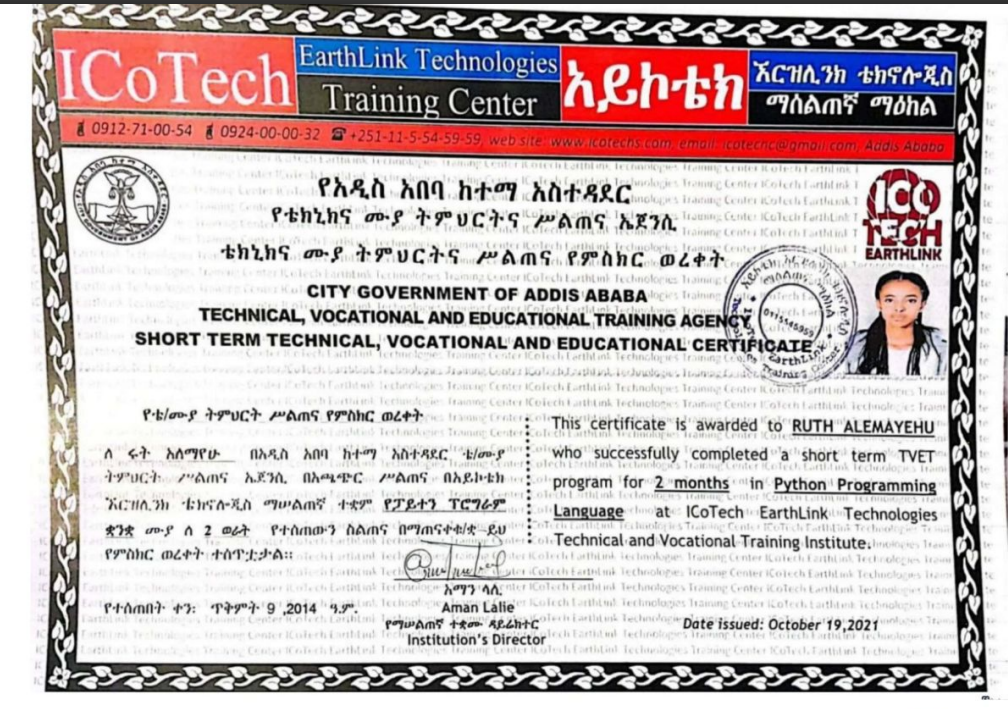 ICoTech
EarthLink Technologies
Training Center
አይኮቴክ
ኧርዝሊንክ ቴክኖሎጂስ
ማሰልጠኛ ማዕከል
0912-71-00-54 0924-00-00-32 +251-11-5-54-59-59, web site: www.icotechs com, email: icotecnc@gmail.com, Addis Ababa
የአዲስ አበባ ከተማ አስተዳደር
የቴክኒክና ሙያ ትምህርትና ሥልጠና ኤጀንሲ
ቴክኒክና ሙያ ትምህርትና ሥልጠና የምስክር ወረቀት
ICO
TECH
EARTHLINK
CITY GOVERNMENT OF ADDIS ABABA
TECHNICAL, VOCATIONAL AND EDUCATIONAL TRAINING AGENCY
SHORT TERM TECHNICAL, VOCATIONAL AND EDUCATIONAL CERTIFICATE
የቴ/ሙያ ትምህርት ሥልጠና የምስክር ወረቀት
ለ ሩት አለማየሁ በአዲስ አበባ ከተማ አስተዳደር ቴ/ሙያ
ትምህርት ሥልጠና ኤጀንሲ በአጫጭር ሥልጠና በአይኮቴክ
ኧርዝሊንክ ቴክኖሎጂስ ማሠልጠኛ ተቋም የፓይተን ፕሮግራም
ቋንቋ ሙያ ለ 2 ወራት የተሰጠውን ስልጠና በማጠናቀቁ/ቋ ይህ
የምስክር ወረቀት ተሰጥቷታል፡፡
This certificate is awarded to RUTH ALEMAYEHU
who successfully completed a short term TVET
program for 2 months in Python Programming
Language at ICoTech EarthLink Technologies
Technical and Vocational Training Institute.
አማን ላሊ
Aman Lalie
የማሠልጠኛ ተቋሙ ዳይሬክተር
Institution's Director
የተሰጠበት ቀን: ጥቅምት 9 ,2014 ዓ.ም.
Date issued: October 19,2021